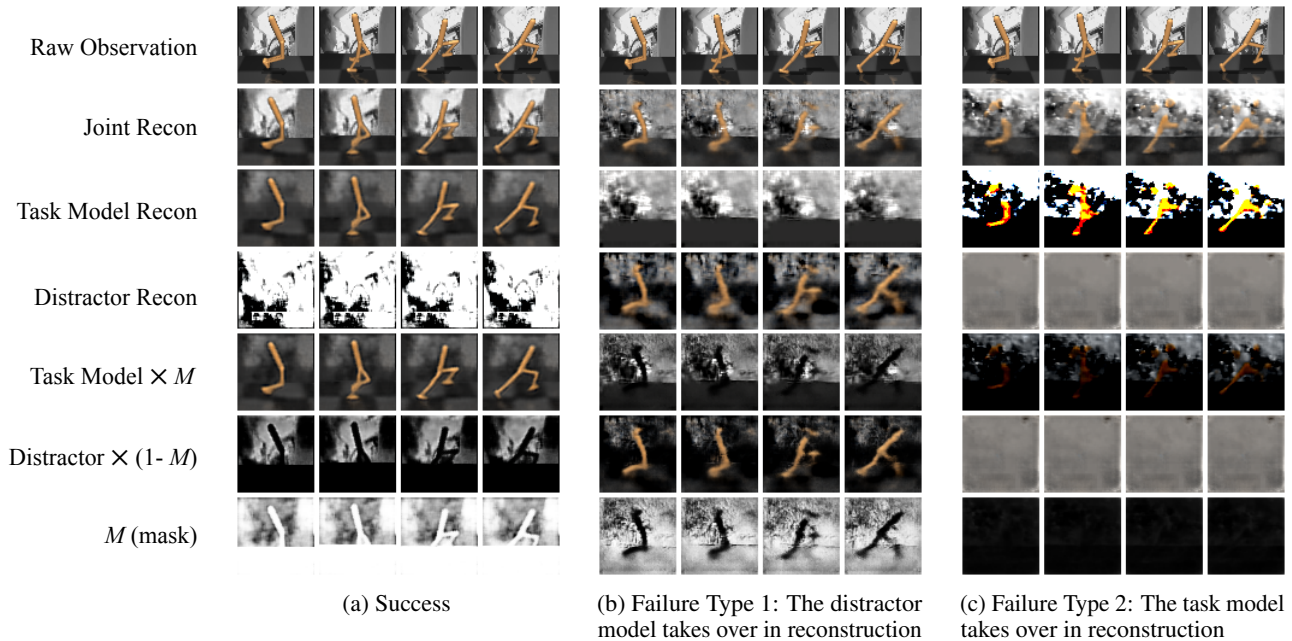 Raw Observation
Joint Recon
Task Model Recon
Distractor Recon
Task Model × M
Distractor × (1- M)
M (mask)
(a) Success
(b) Failure Type 1: The distractor
model takes over in reconstruction
(c) Failure Type 2: The task model
takes over in reconstruction